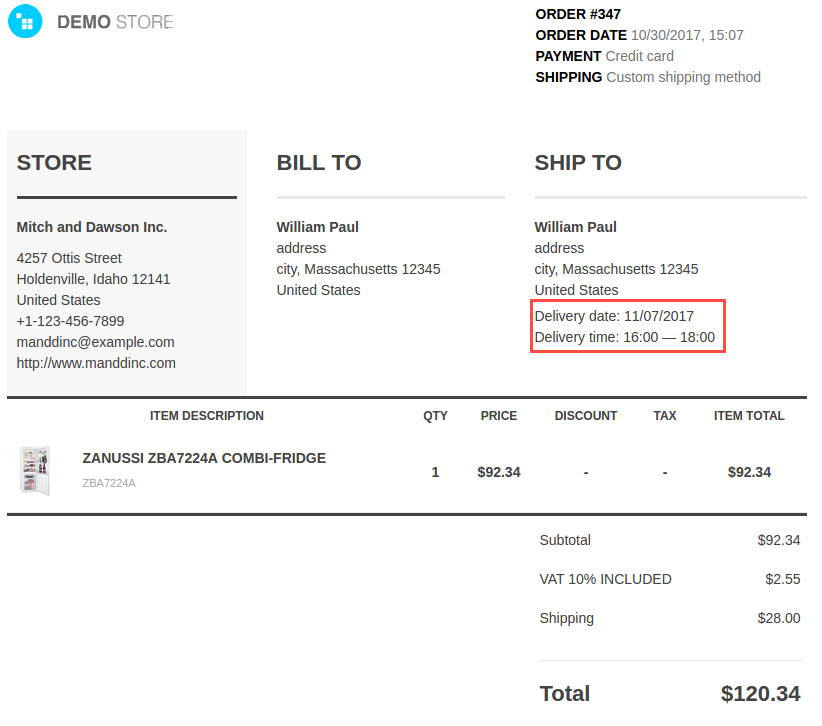 DEMO STORE
ORDER #347
ORDER DATE 10/30/2017, 15:07
PAYMENT Credit card
SHIPPING Custom shipping method
STORE
Mitch and Dawson Inc.
4257 Ottis Street
Holdenville, Idaho 12141
United States
+1-123-456-7899
manddinc@example.com
http://www.manddinc.com
BILL TO
William Paul
address
city, Massachusetts 12345
United States
SHIP TO
William Paul
address
city, Massachusetts 12345
United States
Delivery date: 11/07/2017
Delivery time: 16:00 — 18:00
ITEM DESCRIPTION QTY PRICE DISCOUNT TAX ITEM TOTAL
ZANUSSI ZBA7224A COMBI-FRIDGE 1 $92.34 - - $92.34
ZBA7224A
Subtotal $92.34
VAT 10% INCLUDED $2.55
Shipping $28.00
Total $120.34